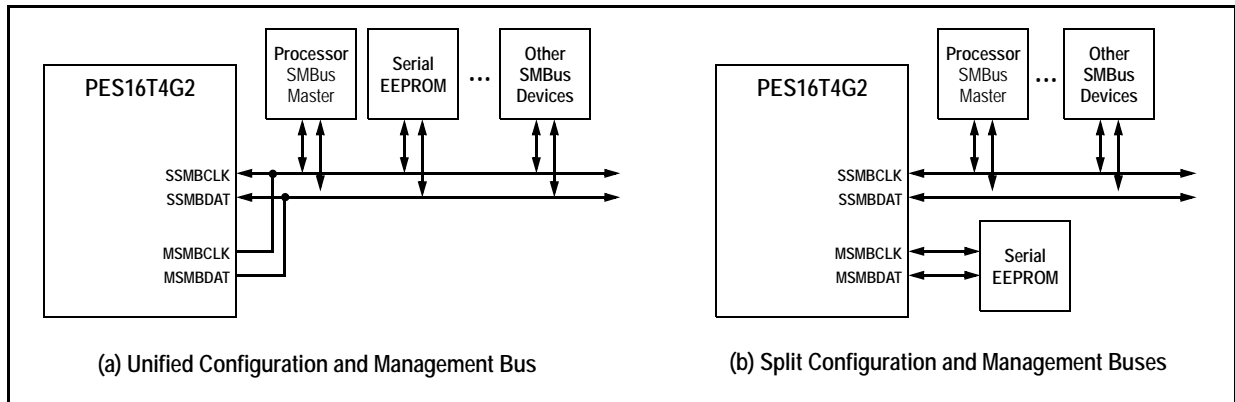 PES16T4G2
Processor
SMBus
Master
Serial
EEPROM
...
Other
SMBus
Devices
SSMBCLK
SSMBDAT
MSMBCLK
MSMBDAT
(a) Unified Configuration and Management Bus
PES16T4G2
Processor
SMBus
Master
...
Other
SMBus
Devices
SSMBCLK
SSMBDAT
MSMBCLK
MSMBDAT
Serial
EEPROM
(b) Split Configuration and Management Buses